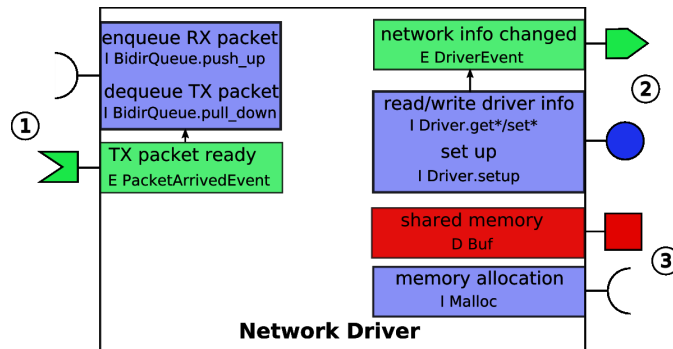 enqueue RX packet
I BidirQueue.push_up
dequeue TX packet
I BidirQueue.pull_down
1
TX packet ready
E PacketArrivedEvent
network info changed
E DriverEvent
2
read/write driver info
I Driver.get*/set*
set up
I Driver.setup
shared memory
D Buf
3
memory allocation
I Malloc
Network Driver